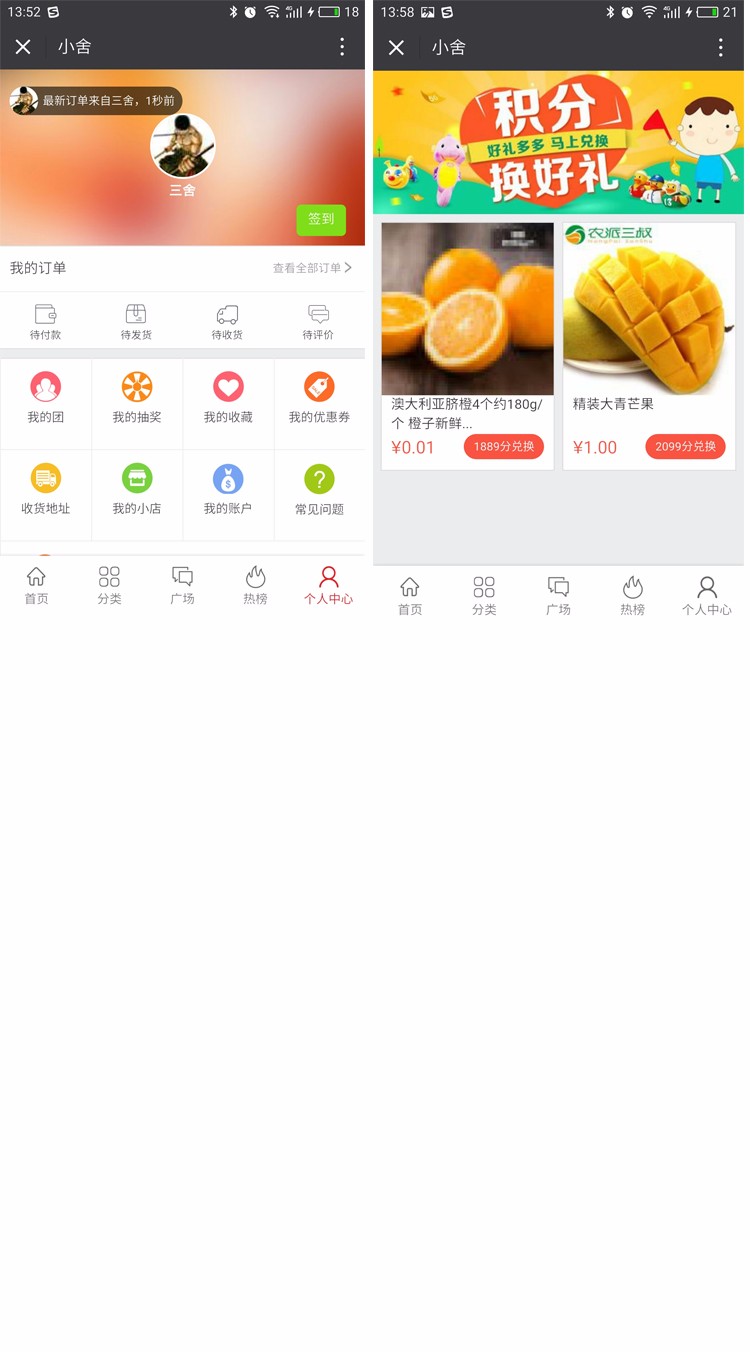 13:52
18
小舍
最新订单来自三舍，1秒前
三舍
签到
我的订单
查看全部订单
待付款
待发货
待收货
待评价
我的团
我的抽奖
我的收藏
我的优惠券
收货地址
我的小店
我的账户
常见问题
首页
分类
广场
热榜
个人中心
13:58
21
小舍
积分
好礼多多 马上兑换
换好礼
农派三叔
澳大利亚脐橙4个约180g/
个 橙子新鲜...
¥0.01
1889分兑换
精装大青芒果
¥1.00
2099分兑换
首页
分类
广场
热榜
个人中心